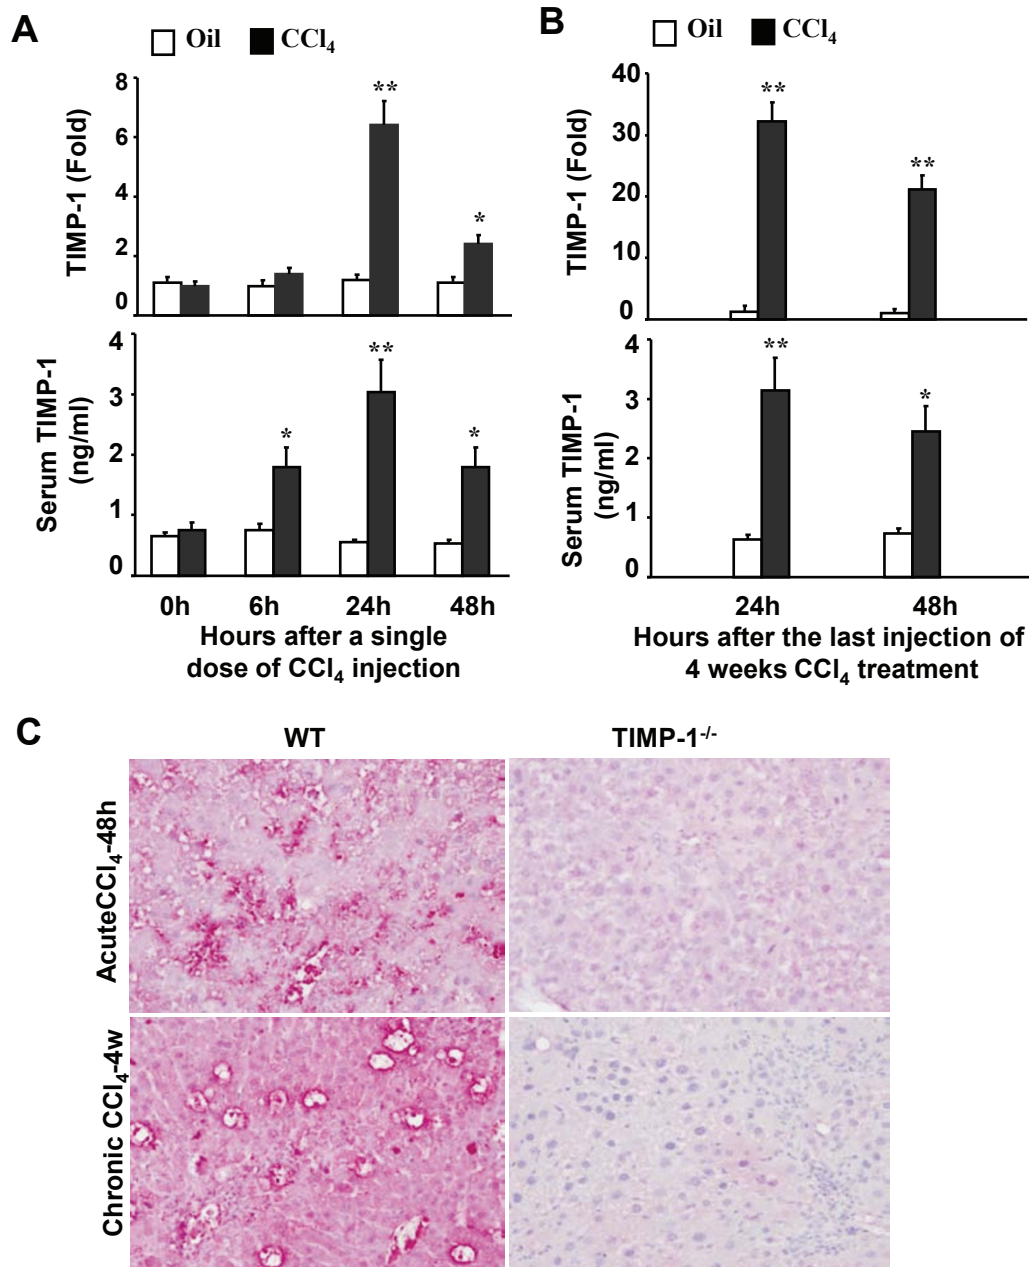 A
Oil CCl₄
TIMP-1 (Fold)
8
6
4
2
0
**
*
Serum TIMP-1
(ng/ml)
4
3
2
1
0
*
**
*
0h 6h 24h 48h
Hours after a single
dose of CCl₄ injection
B
Oil CCl₄
TIMP-1 (Fold)
40
30
20
10
0
**
**
Serum TIMP-1
(ng/ml)
4
3
2
1
0
**
*
24h 48h
Hours after the last injection of
4 weeks CCl₄ treatment
C
WT TIMP-1⁻/⁻
AcuteCCl₄-48h
Chronic CCl₄-4w